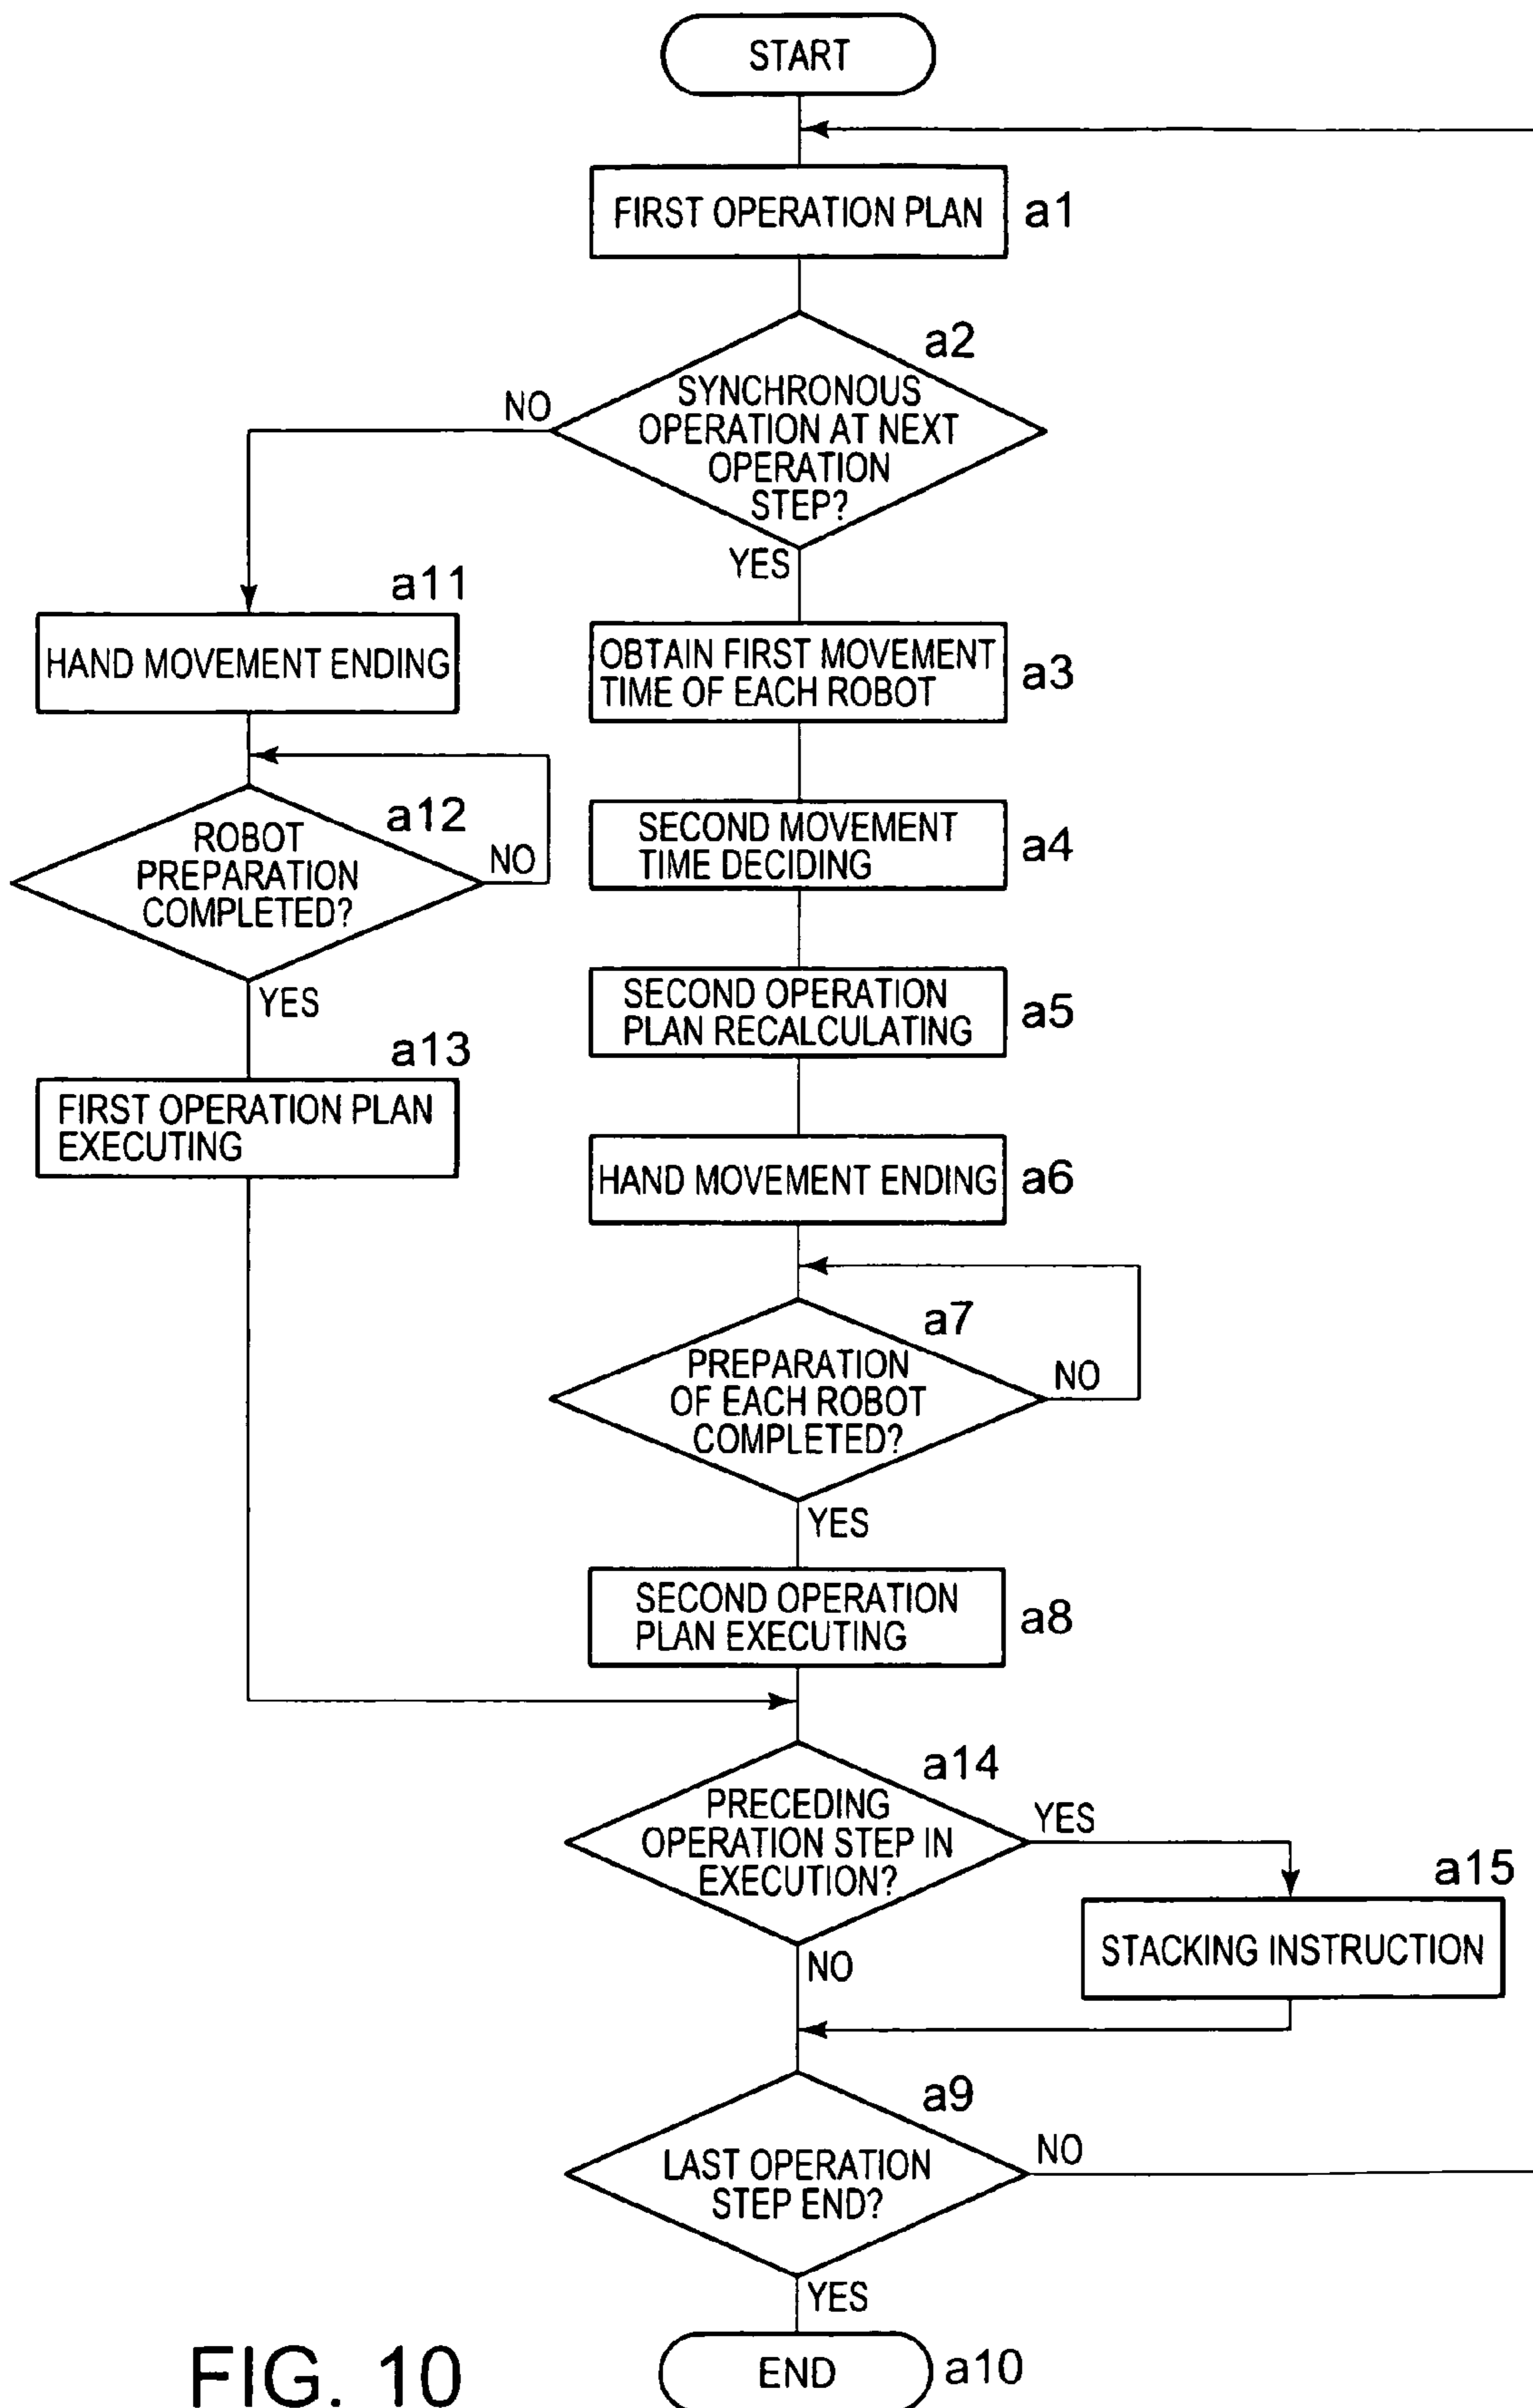 START
FIRST OPERATION PLAN
a1
a2
SYNCHRONOUS
OPERATION AT NEXT
OPERATION
STEP?
NO
YES
a11
HAND MOVEMENT ENDING
a12
ROBOT
PREPARATION
COMPLETED?
NO
YES
a13
FIRST OPERATION PLAN
EXECUTING
OBTAIN FIRST MOVEMENT
TIME OF EACH ROBOT
a3
SECOND MOVEMENT
TIME DECIDING
a4
SECOND OPERATION
PLAN RECALCULATING
a5
HAND MOVEMENT ENDING
a6
a7
PREPARATION
OF EACH ROBOT
COMPLETED?
NO
YES
SECOND OPERATION
PLAN EXECUTING
a8
a14
PRECEDING
OPERATION STEP IN
EXECUTION?
YES
NO
a15
STACKING INSTRUCTION
a9
LAST OPERATION
STEP END?
NO
YES
END
a10
FIG. 10